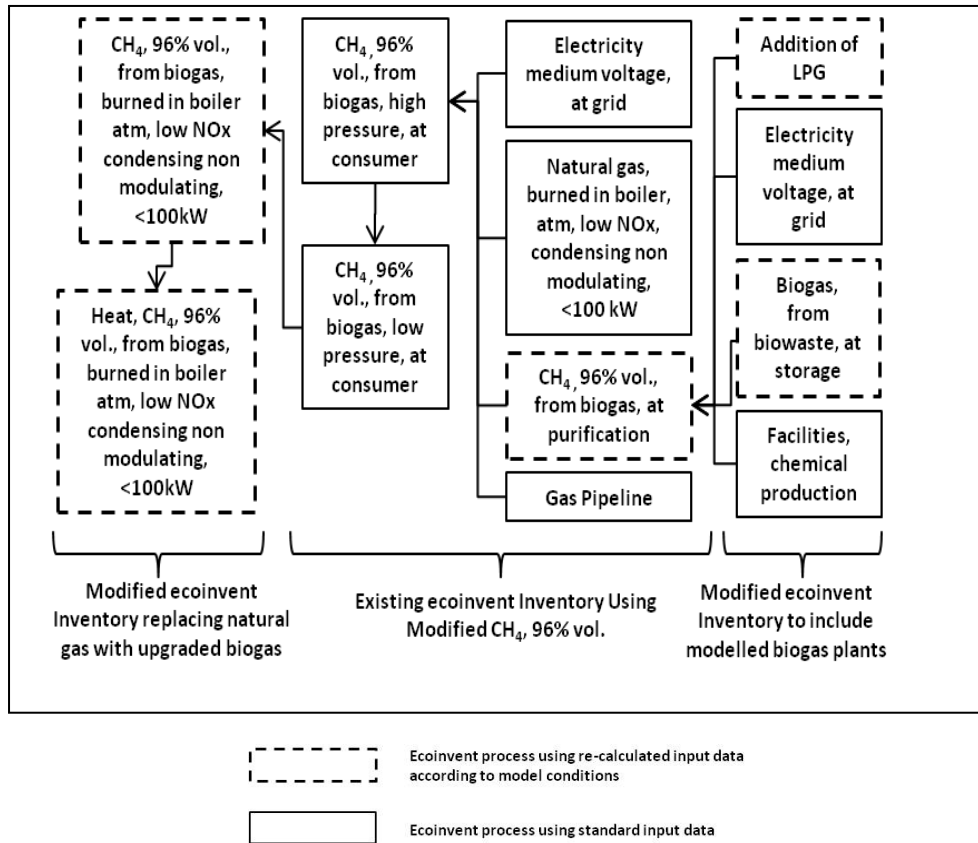 CH₄, 96% vol.,
from biogas,
burned in boiler
atm, low NOx
condensing non
modulating,
<100kW
Heat, CH₄, 96%
vol., from biogas,
burned in boiler
atm, low NOx
condensing non
modulating,
<100kW
CH₄, 96%
vol., from
biogas, high
pressure, at
consumer
CH₄, 96%
vol., from
biogas, low
pressure, at
consumer
Electricity
medium voltage,
at grid
Natural gas,
burned in boiler,
atm, low NOx,
condensing non
modulating,
<100 kW
CH₄, 96% vol.,
from biogas, at
purification
Gas Pipeline
Addition of
LPG
Electricity
medium
voltage, at
grid
Biogas,
from
biowaste, at
storage
Facilities,
chemical
production
Modified ecoinvent
Inventory replacing natural
gas with upgraded biogas
Existing ecoinvent Inventory Using
Modified CH₄, 96% vol.
Modified ecoinvent
Inventory to include
modelled biogas plants
Ecoinvent process using re-calculated input data
according to model conditions
Ecoinvent process using standard input data